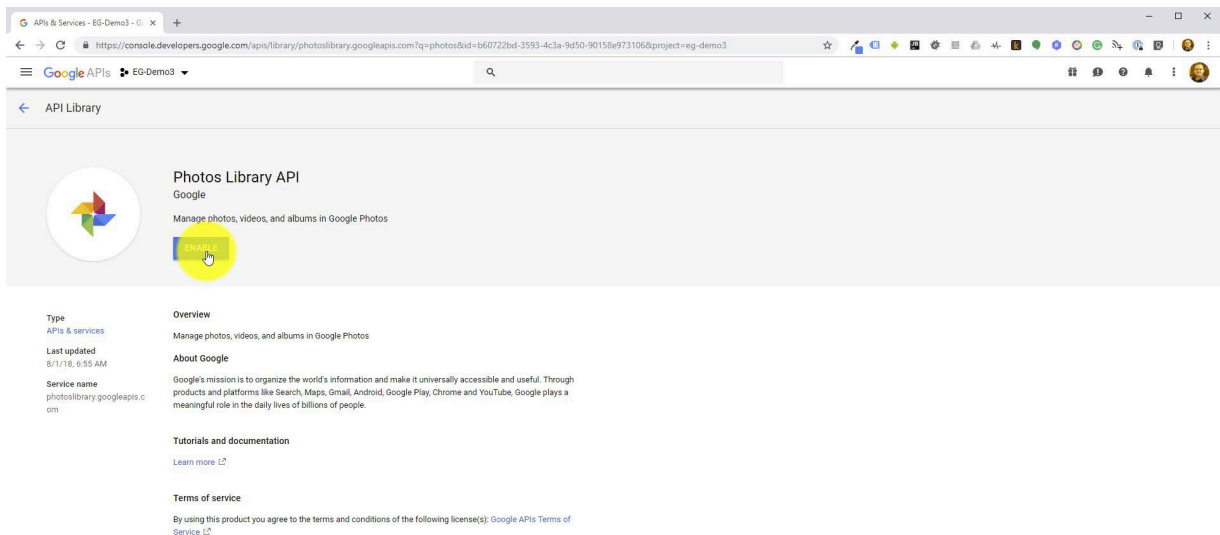 APIs & Services - EG-Demo3 - G
https://console.developers.google.com/apis/library/photoslibrary.googleapis.com?q=photos&id=b60722bd-3593-4c3a-9d50-90158e973106&project=eg-demo3
Google APIs EG-Demo3
API Library
Photos Library API
Google
Manage photos, videos, and albums in Google Photos
ENABLE
Type
APIs & services
Last updated
8/1/18, 6:55 AM
Service name
photoslibrary.googleapis.c
om
Overview
Manage photos, videos, and albums in Google Photos
About Google
Google's mission is to organize the world's information and make it universally accessible and useful. Through
products and platforms like Search, Maps, Gmail, Android, Google Play, Chrome and YouTube, Google plays a
meaningful role in the daily lives of billions of people.
Tutorials and documentation
Learn more
Terms of service
By using this product you agree to the terms and conditions of the following license(s): Google APIs Terms of
Service